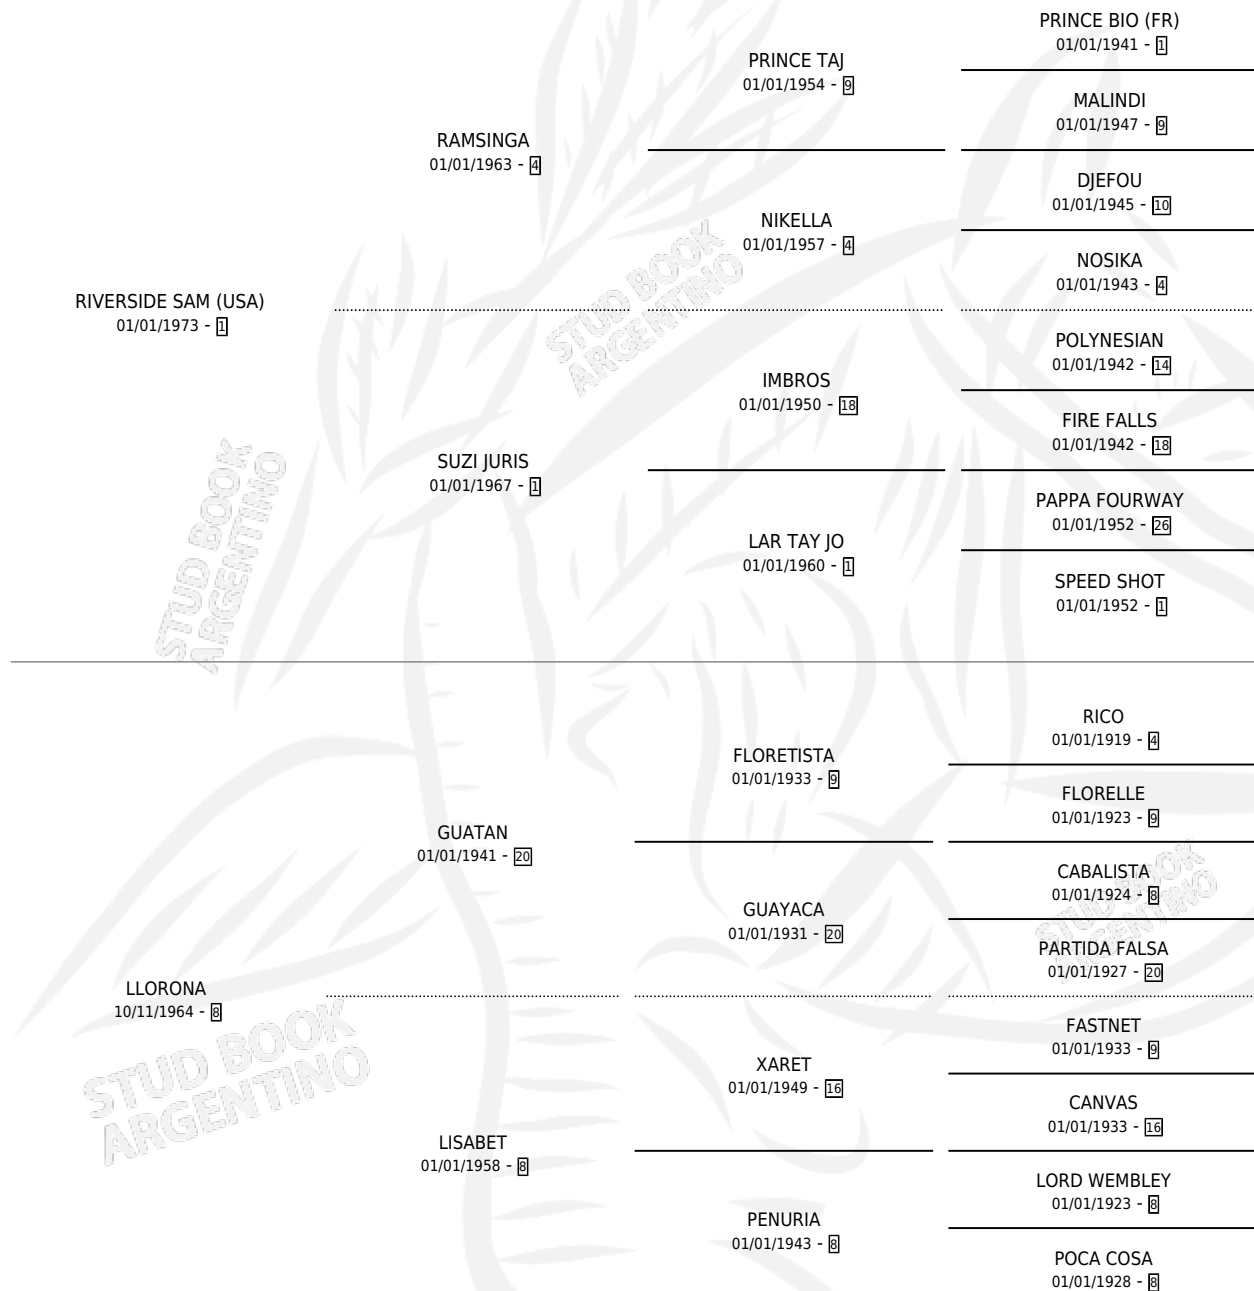 PRINCE BIO (FR)
01/01/1941 - 1
PRINCE TAJ
01/01/1954 - 9
MALINDI
01/01/1947 - 9
RAMSINGA
01/01/1963 - 4
DJEFOU
01/01/1945 - 10
NIKELLA
01/01/1957 - 4
NOSIKA
01/01/1943 - 4
RIVERSIDE SAM (USA)
01/01/1973 - 1
POLYNESIAN
01/01/1942 - 14
IMBROS
01/01/1950 - 18
FIRE FALLS
01/01/1942 - 18
SUZI JURIS
01/01/1967 - 1
PAPPA FOURWAY
01/01/1952 - 26
LAR TAY JO
01/01/1960 - 1
SPEED SHOT
01/01/1952 - 1
RICO
01/01/1919 - 4
FLORETISTA
01/01/1933 - 9
FLORELLE
01/01/1923 - 9
GUATAN
01/01/1941 - 20
CABALISTA
01/01/1924 - 8
GUAYACA
01/01/1931 - 20
PARTIDA FALSA
01/01/1927 - 20
LLORONA
10/11/1964 - 8
FASTNET
01/01/1933 - 9
XARET
01/01/1949 - 16
CANVAS
01/01/1933 - 16
LISABET
01/01/1958 - 8
LORD WEMBLEY
01/01/1923 - 8
PENURIA
01/01/1943 - 8
POCA COSA
01/01/1928 - 8
STUD BOOK
ARGENTINO
STUD BOOK
ARGENTINO
STUD BOOK
ARGENTINO
STUD BOOK
ARGENTINO